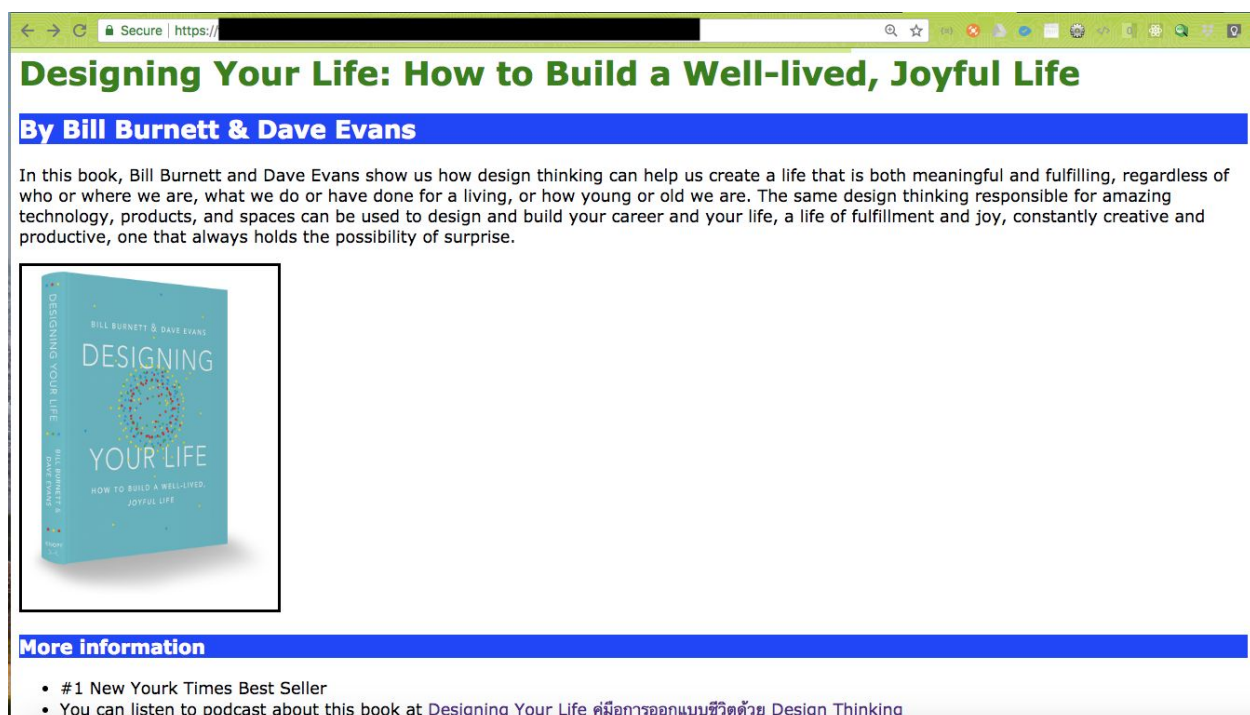 Secure | https://
Designing Your Life: How to Build a Well-lived, Joyful Life
By Bill Burnett & Dave Evans
In this book, Bill Burnett and Dave Evans show us how design thinking can help us create a life that is both meaningful and fulfilling, regardless of
who or where we are, what we do or have done for a living, or how young or old we are. The same design thinking responsible for amazing
technology, products, and spaces can be used to design and build your career and your life, a life of fulfillment and joy, constantly creative and
productive, one that always holds the possibility of surprise.
DESIGNING YOUR LIFE
BILL BURNETT &
DAVE EVANS
BILL BURNETT & DAVE EVANS
DESIGNING
YOUR LIFE
HOW TO BUILD A WELL-LIVED,
JOYFUL LIFE
More information
• #1 New Yourk Times Best Seller
• You can listen to podcast about this book at Designing Your Life คู่มือการออกแบบชีวิตด้วย Design Thinking